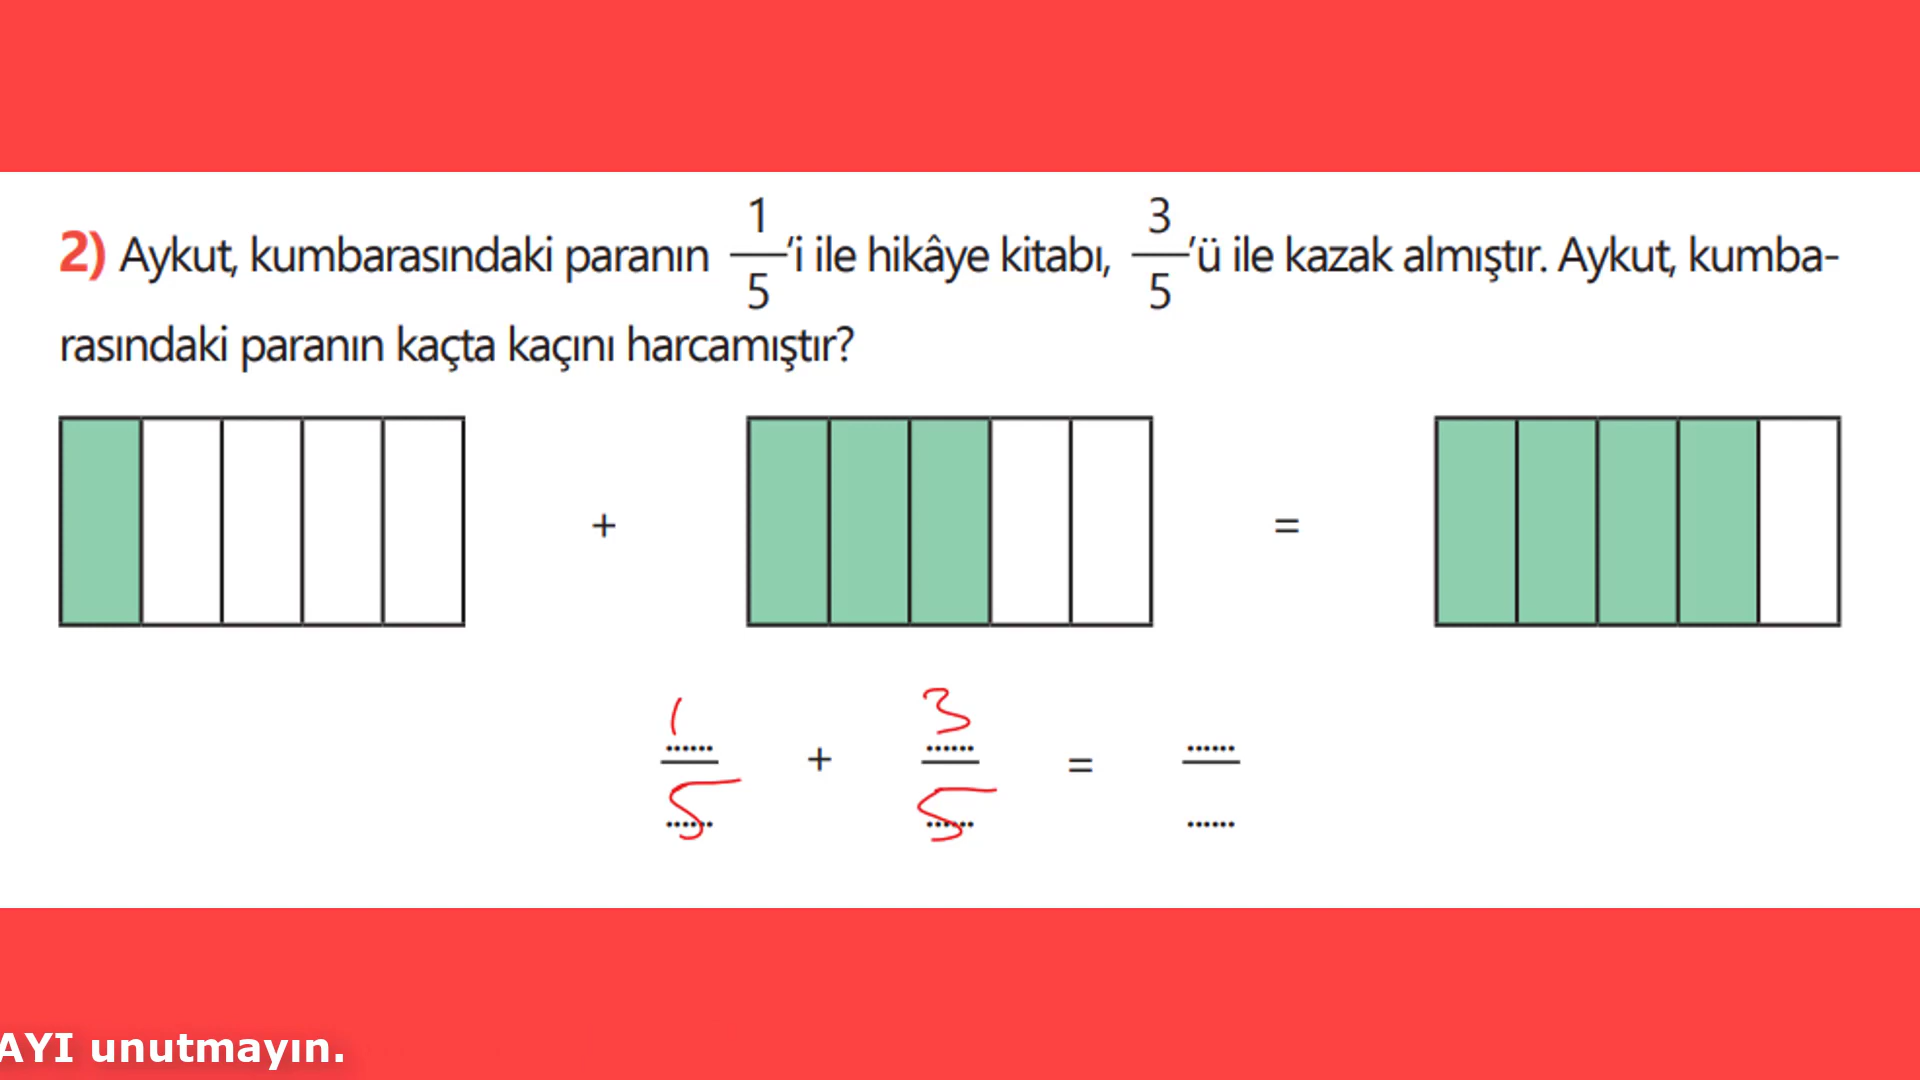 2) Aykut, kumbarasındaki paranın 1/5 'i ile hikâye kitabı, 3/5 'ü ile kazak almıştır. Aykut, kumba-
rasındaki paranın kaçta kaçını harcamıştır?
+ =
1/5 + 3/5 = ...... / ......
AYI unutmayın.